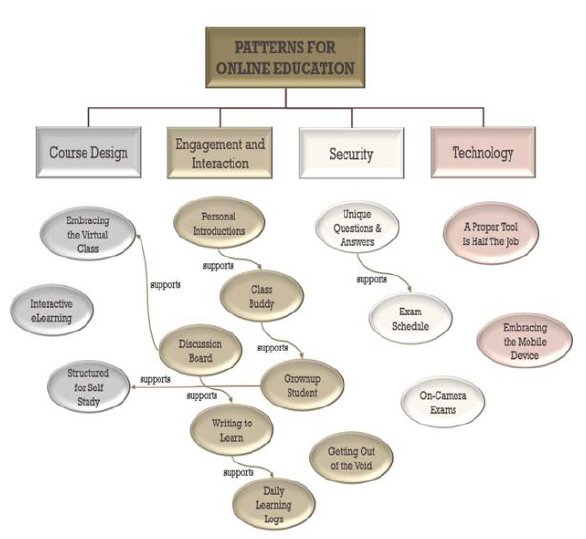 PATTERNS FOR
ONLINE EDUCATION
Course Design
Engagement and
Interaction
Security
Technology
Embracing
the Virtual
Class
Personal
Introductions
Unique
Questions &
Answers
A Proper Tool
Is Half The Job
supports
supports
supports
Class
Buddy
Interactive
eLearning
Exam
Schedule
Embracing
the Mobile
Device
Discussion
Board
supports
Structured
for Self
Study
supports
supports
Grownup
Student
On-Camera
Exams
Writing to
Learn
Getting Out
of the Void
supports
Daily
Learning
Logs